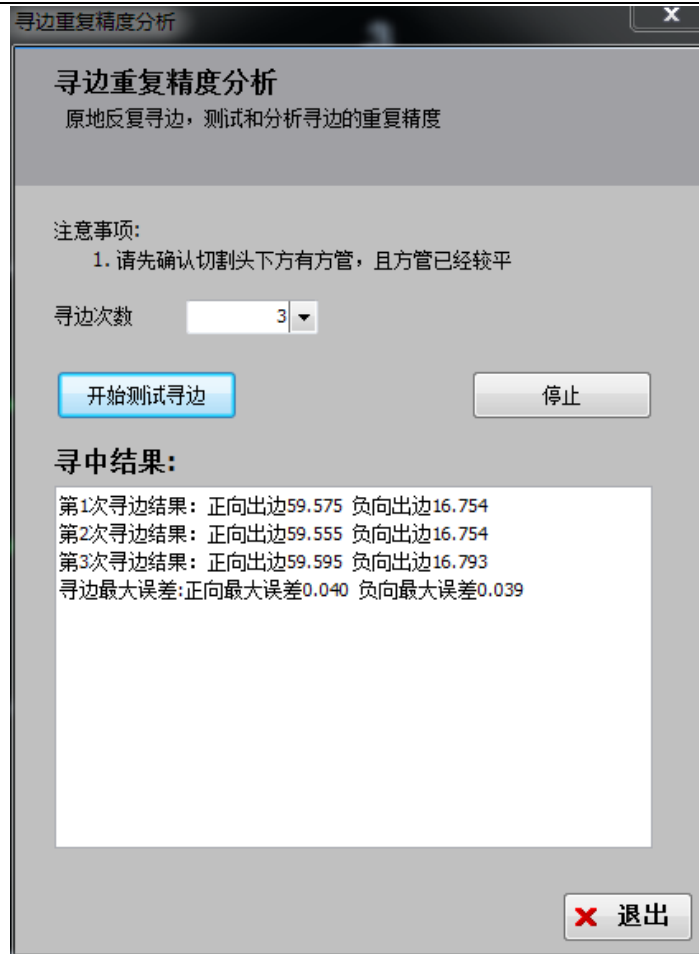 寻边重复精度分析
x
寻边重复精度分析
原地反复寻边，测试和分析寻边的重复精度
注意事项:
1. 请先确认切割头下方有方管，且方管已经较平
寻边次数 3
开始测试寻边 停止
寻中结果:
第1次寻边结果: 正向出边59.575 负向出边16.754
第2次寻边结果: 正向出边59.555 负向出边16.754
第3次寻边结果: 正向出边59.595 负向出边16.793
寻边最大误差:正向最大误差0.040 负向最大误差0.039
退出